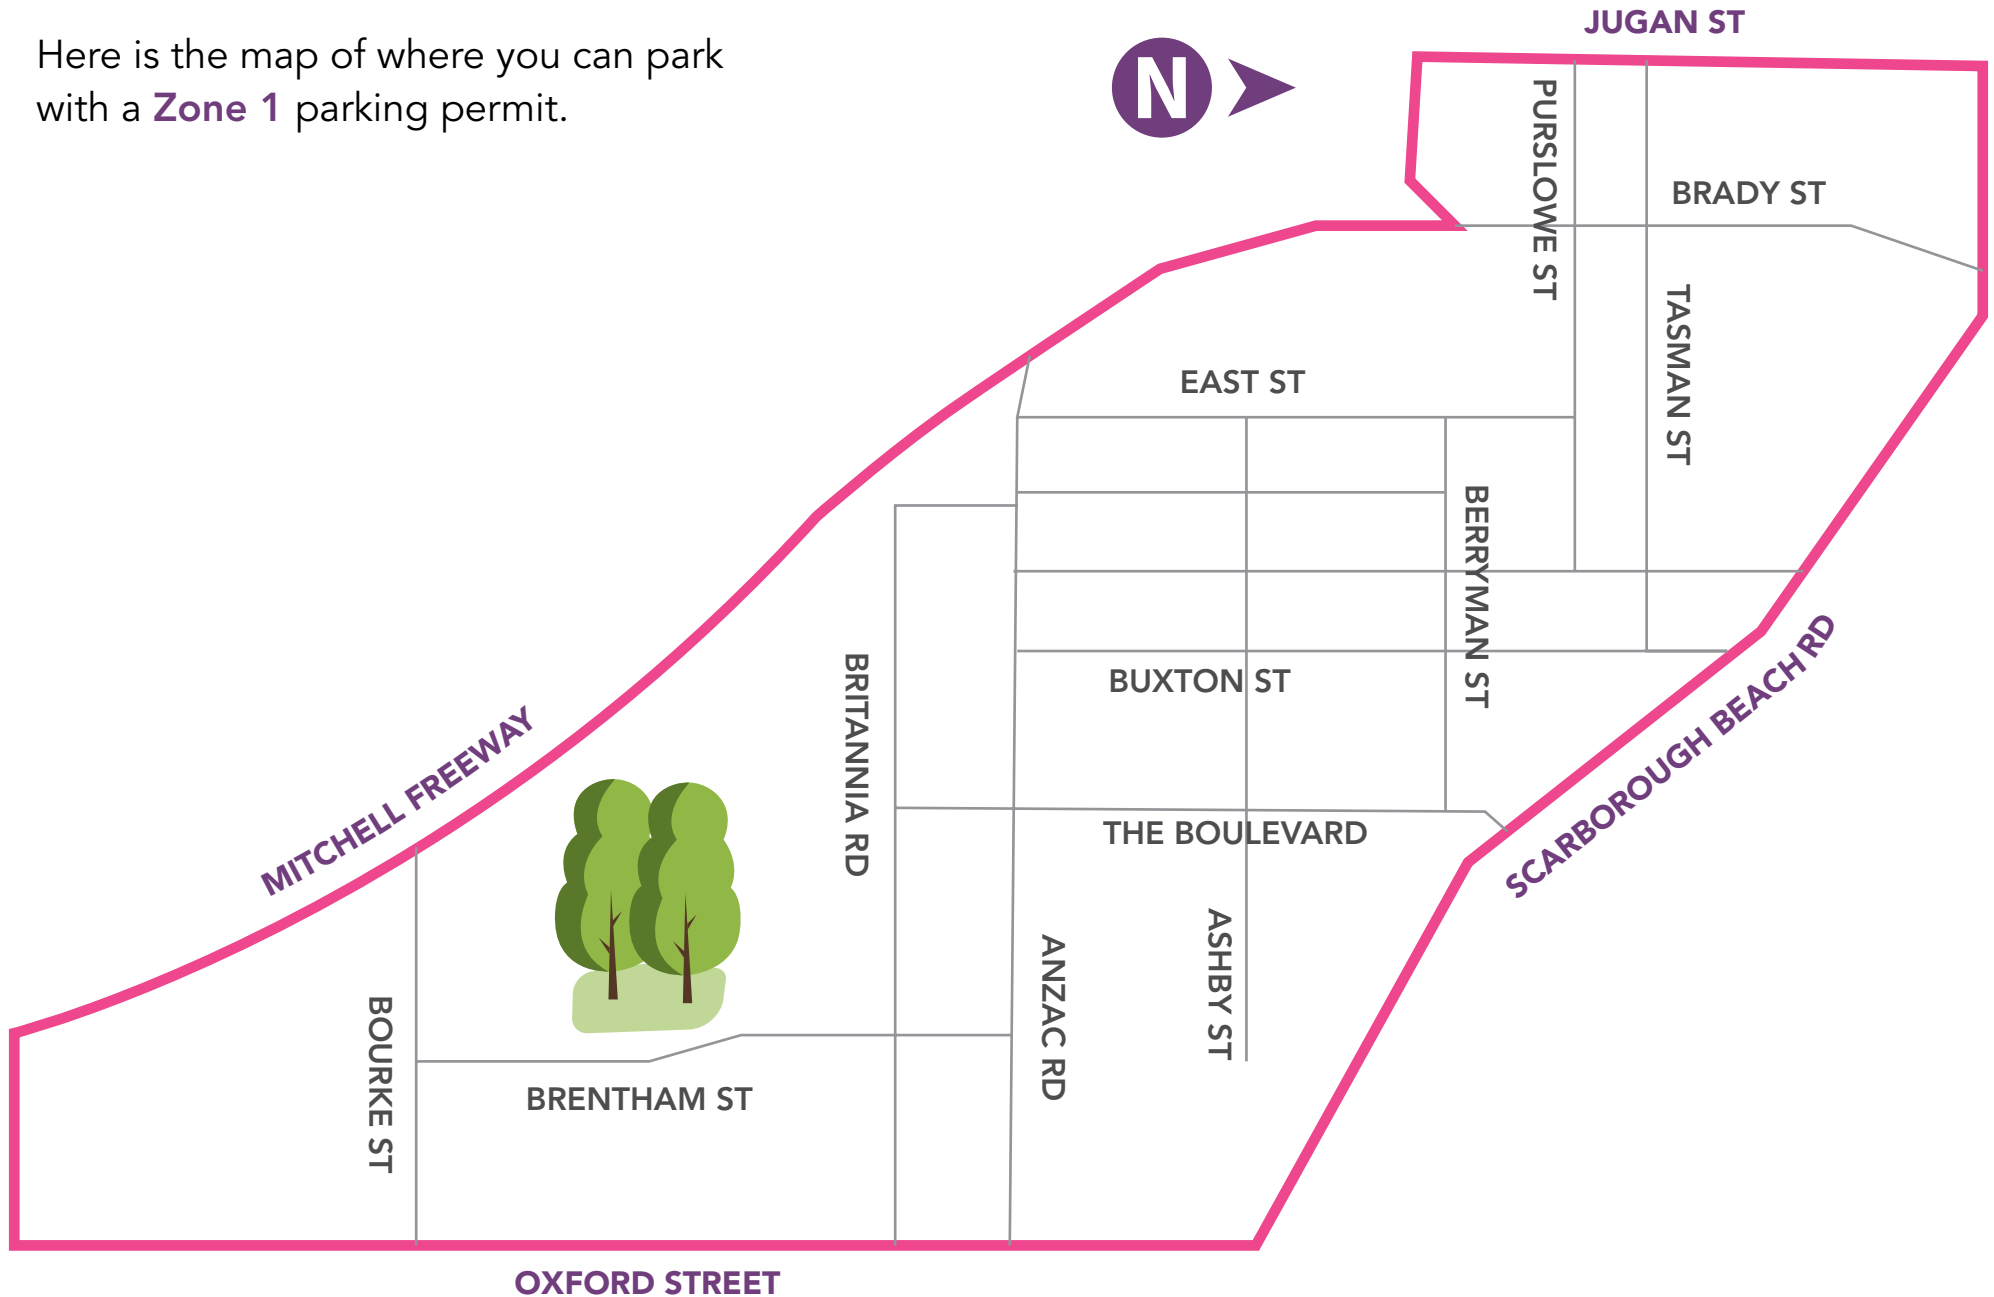 Here is the map of where you can park
with a Zone 1 parking permit.
N
JUGAN ST
PURSLOWE ST
BRADY ST
TASMAN ST
EAST ST
BERRYMAN ST
BUXTON ST
SCARBOROUGH BEACH RD
BRITANNIA RD
MITCHELL FREEWAY
THE BOULEVARD
ASHBY ST
ANZAC RD
BOURKE ST
BRENTHAM ST
OXFORD STREET